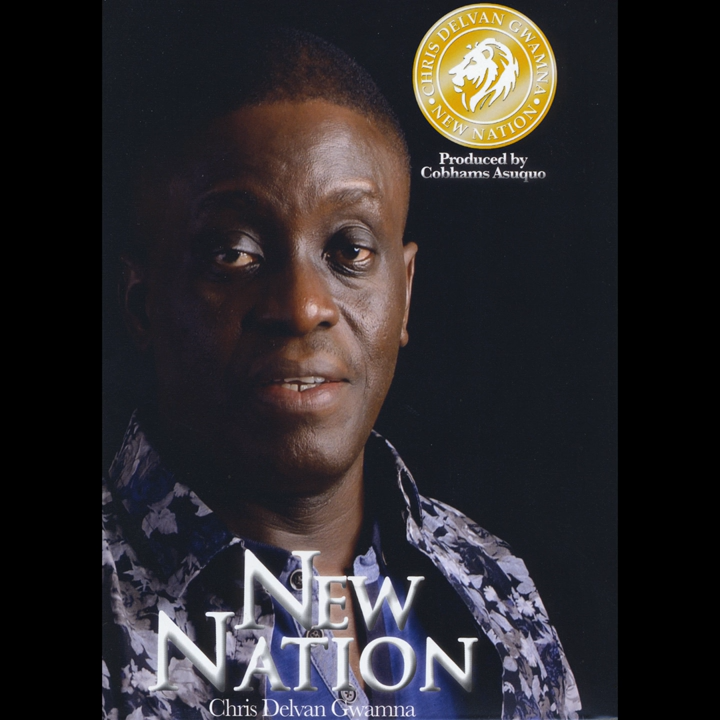 CHRIS DELVAN GWAMNA
• NEW NATION •
Produced by
Cobhams Asuquo
NEW
NATION
Chris Delvan Gwamna